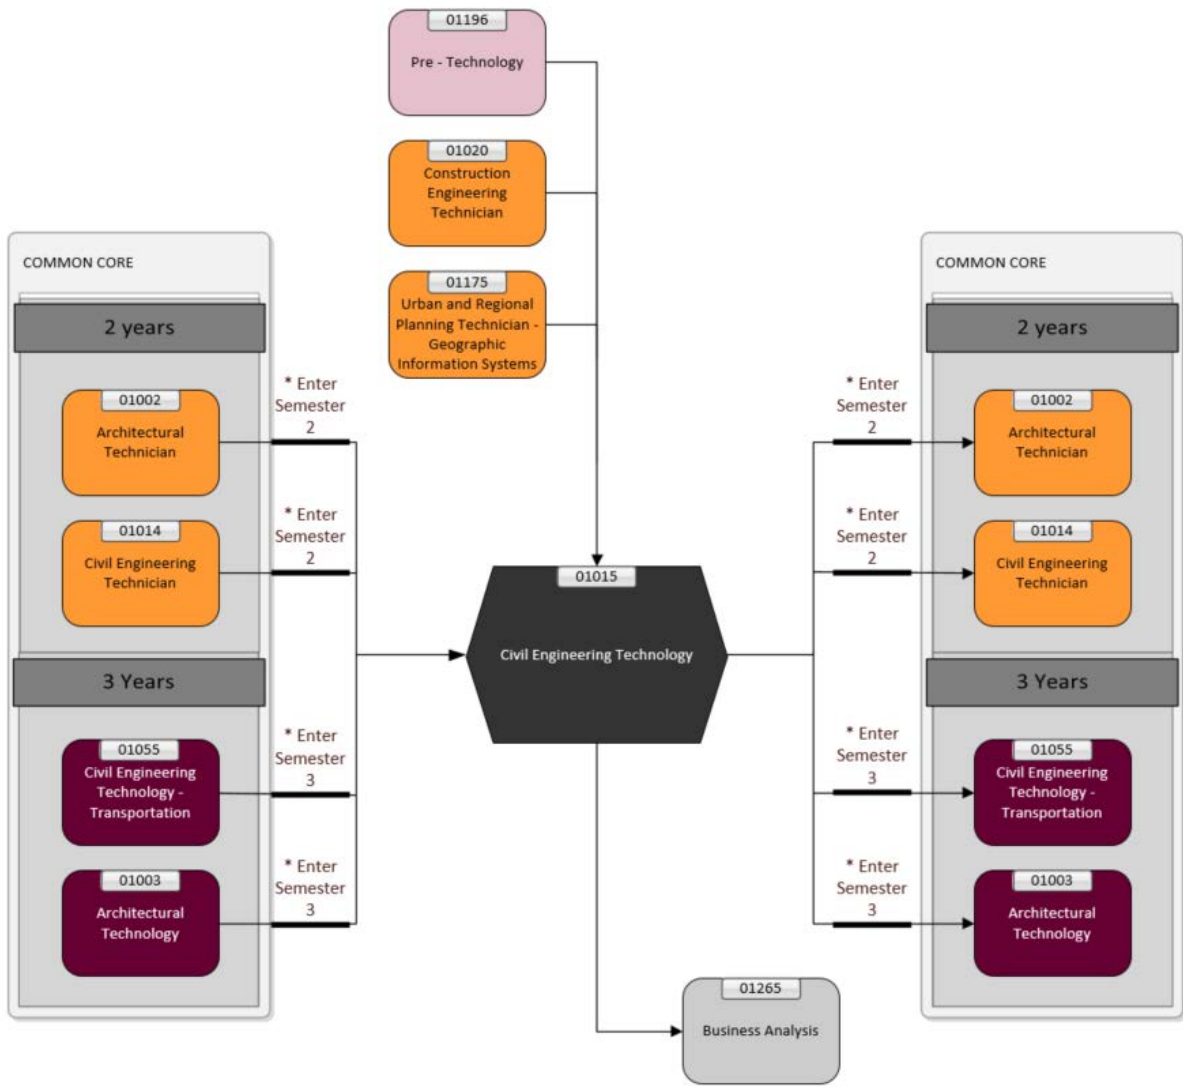 01196
Pre - Technology
01020
Construction
Engineering
Technician
01175
Urban and Regional
Planning Technician -
Geographic
Information Systems
COMMON CORE
2 years
01002
Architectural
Technician
* Enter
Semester
2
01014
Civil Engineering
Technician
* Enter
Semester
2
3 Years
01055
Civil Engineering
Technology -
Transportation
* Enter
Semester
3
01003
Architectural
Technology
* Enter
Semester
3
01015
Civil Engineering Technology
COMMON CORE
2 years
* Enter
Semester
2
01002
Architectural
Technician
* Enter
Semester
2
01014
Civil Engineering
Technician
3 Years
* Enter
Semester
3
01055
Civil Engineering
Technology -
Transportation
* Enter
Semester
3
01003
Architectural
Technology
01265
Business Analysis